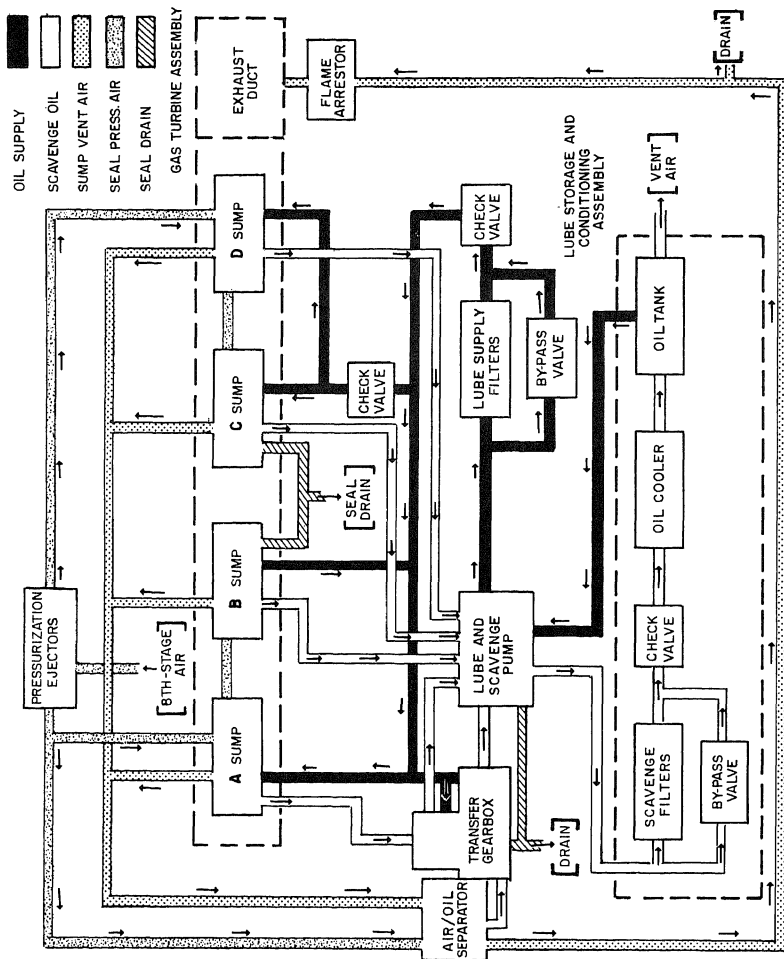 OIL SUPPLY
SCAVENGE OIL
SUMP VENT AIR
SEAL PRESS. AIR
SEAL DRAIN
GAS TURBINE ASSEMBLY
EXHAUST
DUCT
FLAME
ARRESTOR
[DRAIN]
D SUMP
C SUMP
B SUMP
A SUMP
PRESSURIZATION
EJECTORS
[8TH-STAGE
AIR]
[SEAL
DRAIN]
CHECK
VALVE
CHECK
VALVE
LUBE SUPPLY
FILTERS
BY-PASS
VALVE
LUBE STORAGE AND
CONDITIONING
ASSEMBLY
[VENT
AIR]
OIL TANK
OIL COOLER
CHECK
VALVE
SCAVENGE
FILTERS
BY-PASS
VALVE
LUBE AND
SCAVENGE
PUMP
TRANSFER
GEARBOX
[DRAIN]
AIR/OIL
SEPARATOR